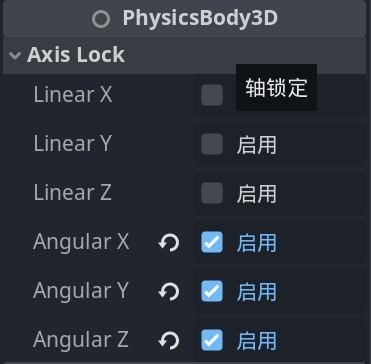 PhysicsBody3D
Axis Lock
轴锁定
Linear X
Linear Y 启用
Linear Z 启用
Angular X 启用
Angular Y 启用
Angular Z 启用